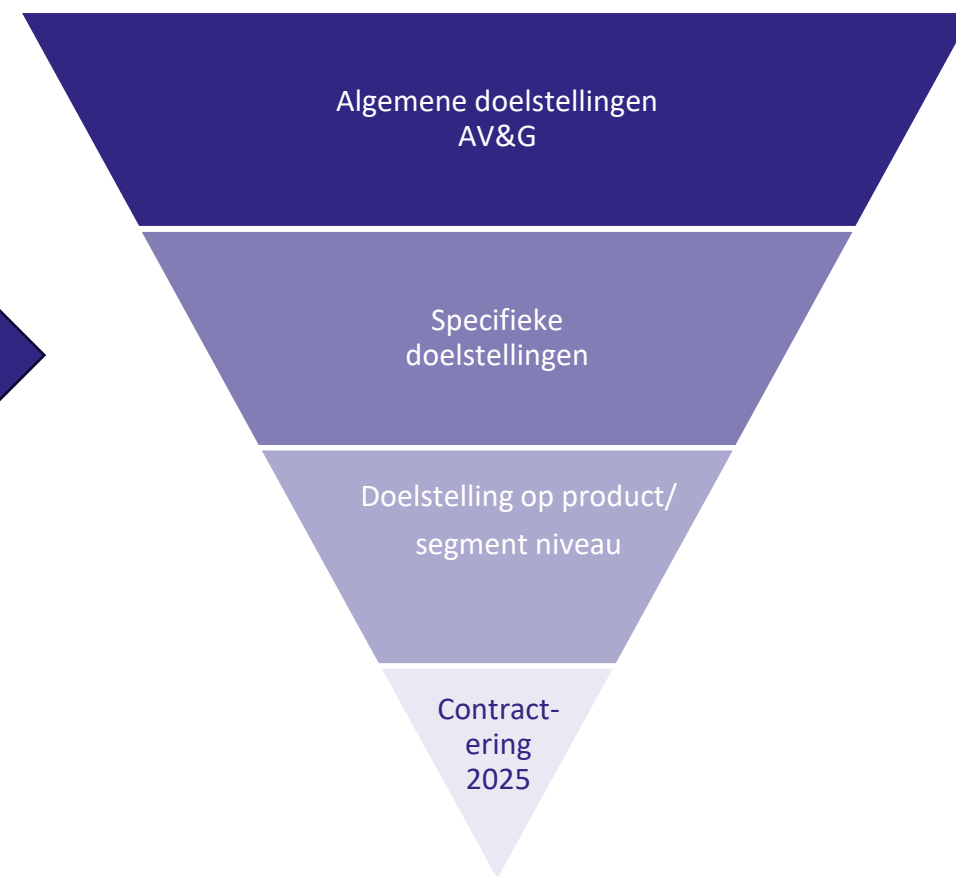 Algemene doelstellingen
AV&G
Specifieke
doelstellingen
Doelstelling op product/
segment niveau
Contract-
ering
2025